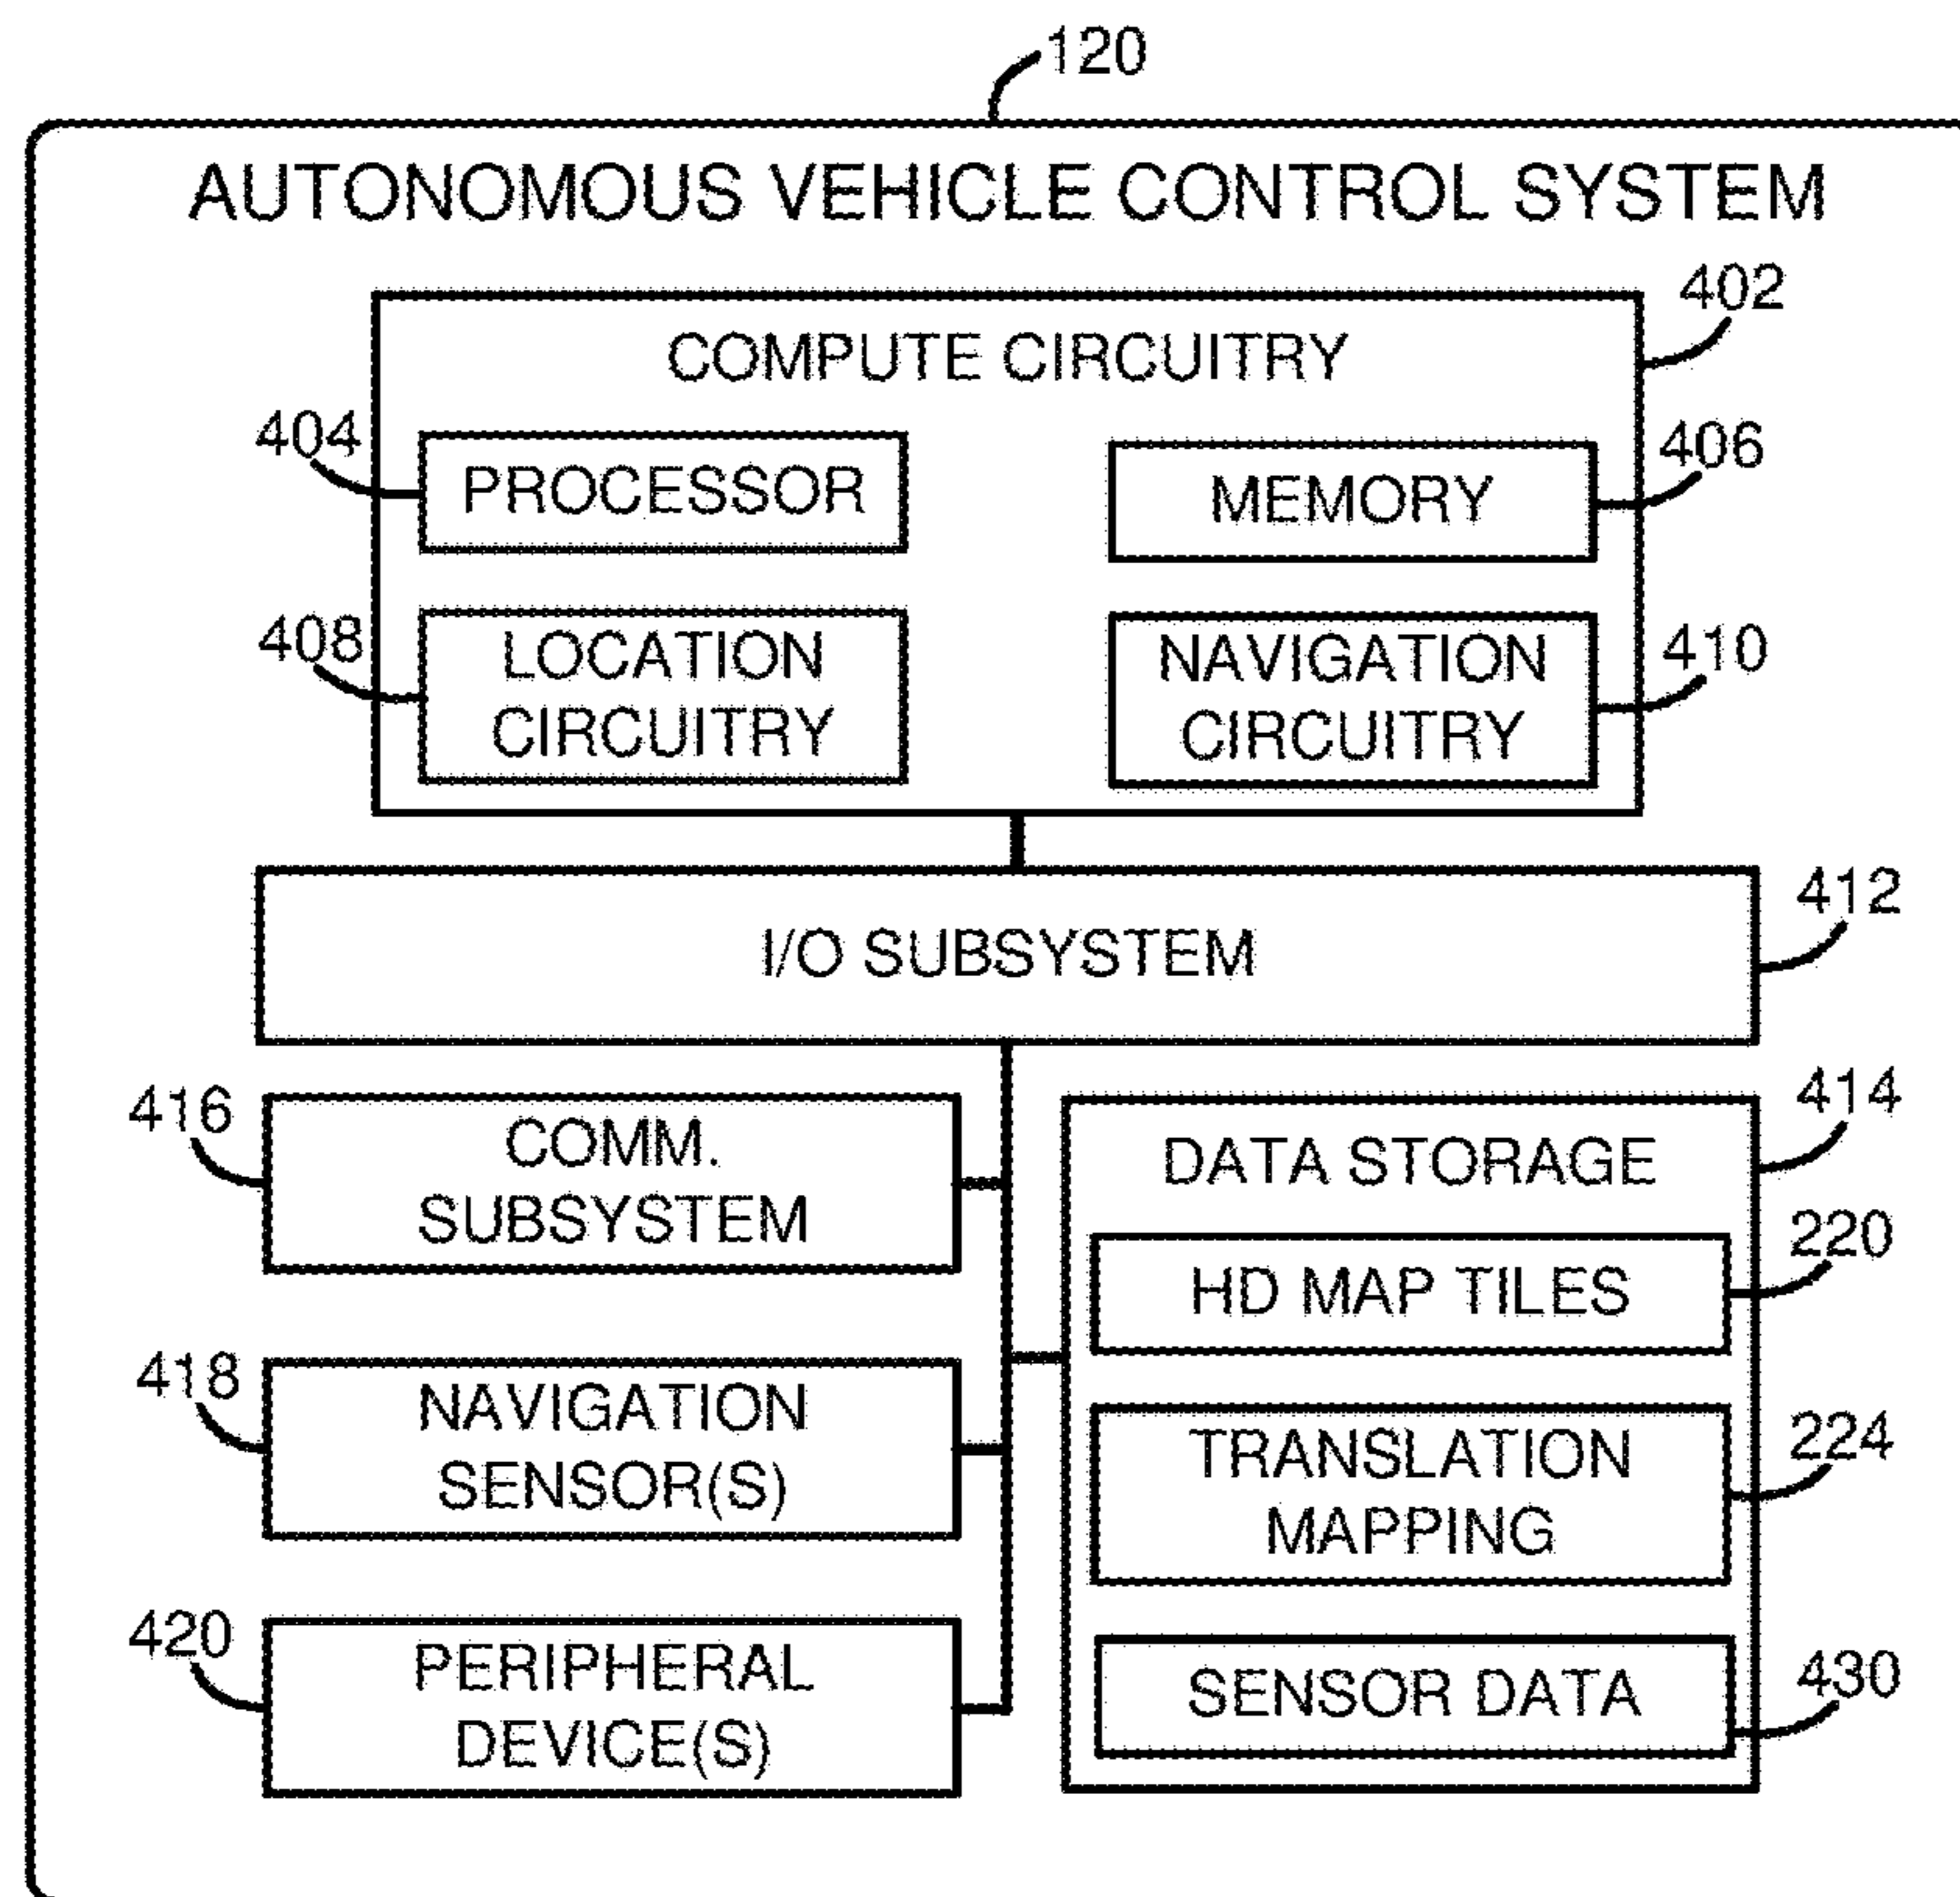 120
AUTONOMOUS VEHICLE CONTROL SYSTEM
402
COMPUTE CIRCUITRY
404
PROCESSOR
406
MEMORY
408
LOCATION
CIRCUITRY
410
NAVIGATION
CIRCUITRY
412
I/O SUBSYSTEM
416
COMM.
SUBSYSTEM
418
NAVIGATION
SENSOR(S)
420
PERIPHERAL
DEVICE(S)
414
DATA STORAGE
220
HD MAP TILES
224
TRANSLATION
MAPPING
430
SENSOR DATA